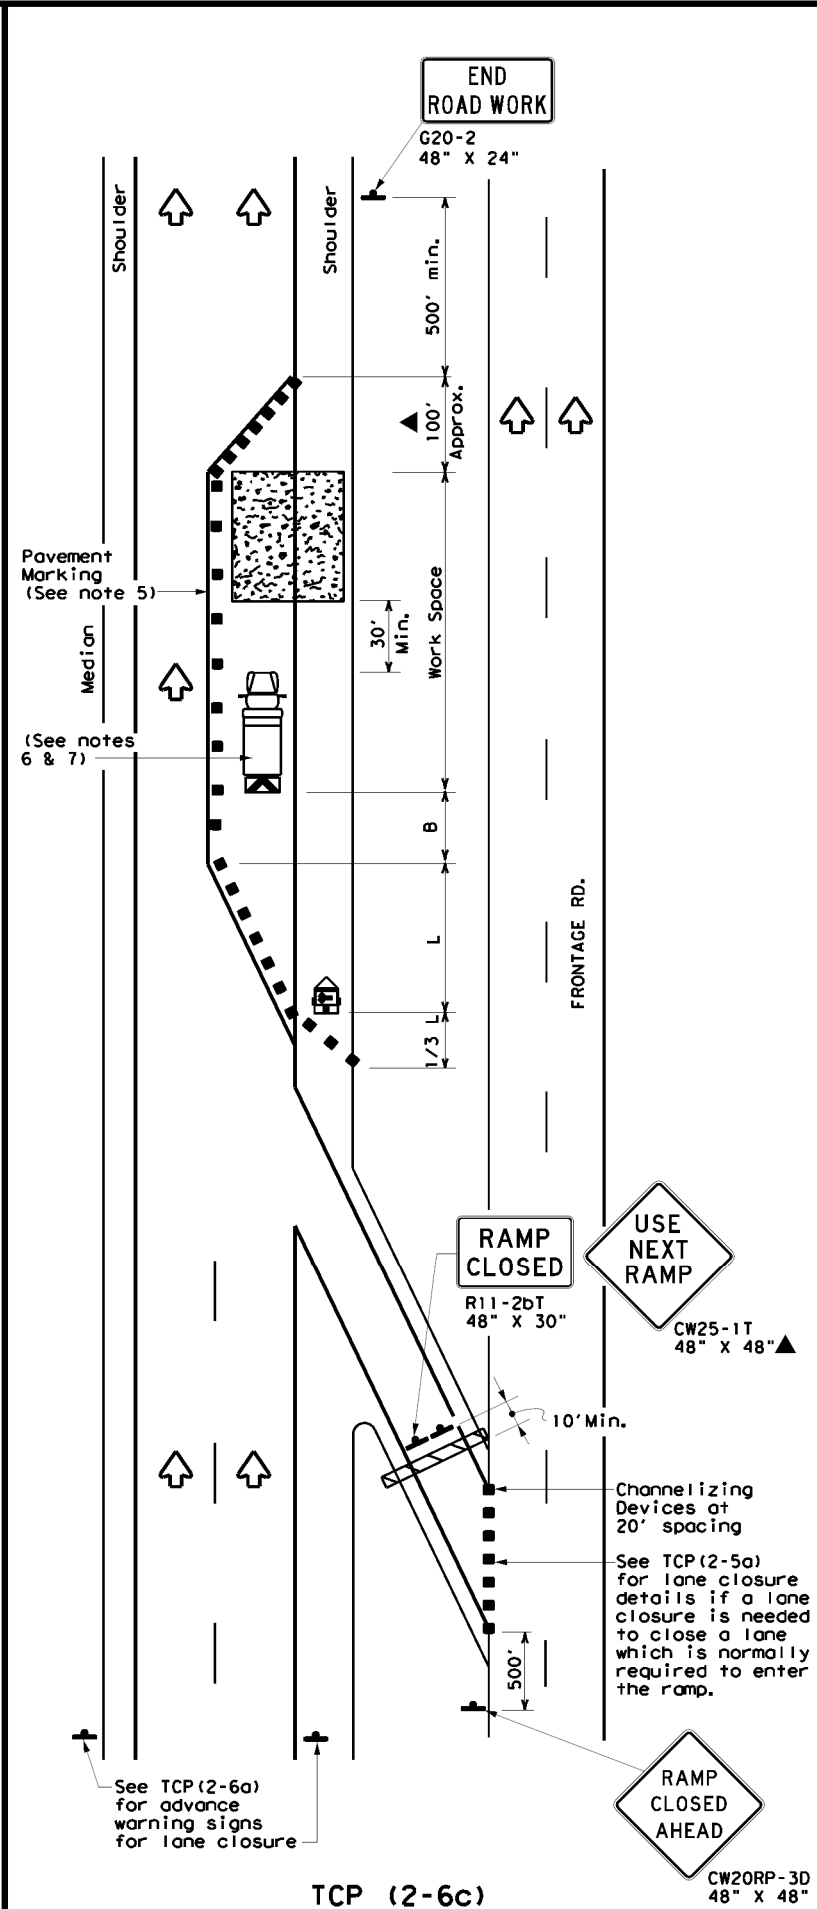 END
ROAD WORK
G20-2
48" X 24"
Shoulder
Shoulder
500' min.
100'
Approx.
Pavement
Marking
(See note 5)
30'
Min.
Work Space
Median
(See notes
6 & 7)
B
L
FRONTAGE RD.
1/3 L
RAMP
CLOSED
R11-2bT
48" X 30"
USE
NEXT
RAMP
CW25-1T
48" X 48"
10'Min.
Channelizing
Devices at
20' spacing
See TCP(2-5a)
for lane closure
details if a lane
closure is needed
to close a lane
which is normally
required to enter
the ramp.
500'
See TCP(2-6a)
for advance
warning signs
for lane closure
RAMP
CLOSED
AHEAD
CW20RP-3D
48" X 48"
TCP (2-6c)